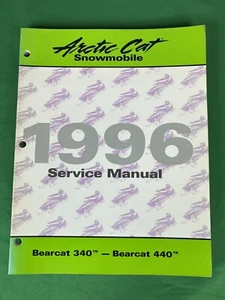 Arctic Cat
Snowmobile
1996
Service Manual
Bearcat 340™ — Bearcat 440™